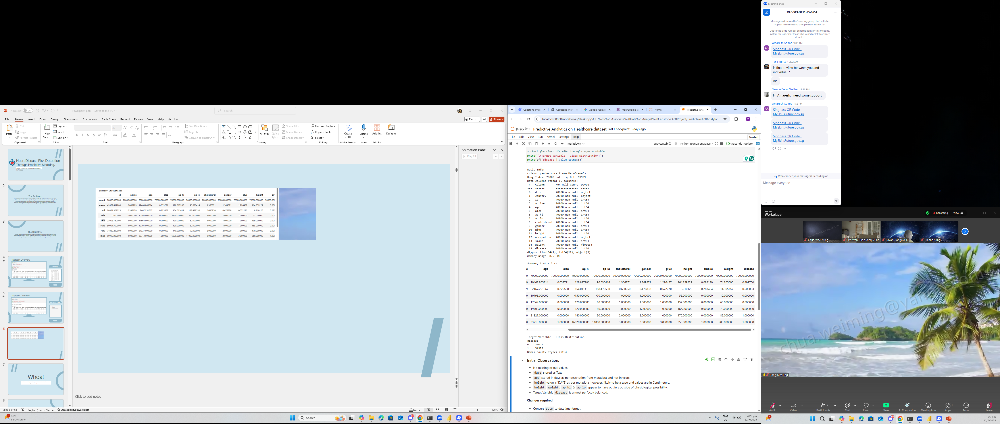 AutoSave Off
Powerpoint.pptx • Saved to this PC
Search
File Home Insert Draw Design Transitions Animations Slide Show Record Review View Help Acrobat
Record
Share
Paste
Cut
Copy
Format Painter
Clipboard
New Slide
Layout
Reset
Section
Slides
Font
Text Direction
Align Text
Convert to SmartArt
Paragraph
Arrange
Quick Styles
Shape Fill
Shape Outline
Shape Effects
Drawing
Find and Replace
Replace Fonts
Select
Editing
Create a PDF
Adobe Acrobat
Dictate
Voice
Add-ins
Add-ins
Designer
1
Heart Disease Risk Detection
Through Predictive Modeling.
2
The Problem:
3
The Objective:
4
Dataset Overview
5
Dataset Overview
6
7
Whoa!
8
Summary Statistics:
id active age alco ap_hi ap_lo cholesterol gender gluc height sm
count 70000.000000 70000.000000 70000.000000 70000.000000 70000.000000 70000.000000 70000.000000 70000.000000 70000.000000 70000.000000 70000.000
mean 49972.419900 0.803729 19468.865814 0.053771 128.817286 96.630414 1.366871 1.349571 1.226457 164.359229 0.088
std 28851.302323 0.397179 2467.251667 0.225568 154.011419 188.472530 0.680250 0.476838 0.572270 8.210126 0.28
min 0.000000 0.000000 10798.000000 0.000000 -150.000000 -70.000000 1.000000 1.000000 1.000000 55.000000 0.000
25% 25006.750000 1.000000 17664.000000 0.000000 120.000000 80.000000 1.000000 1.000000 1.000000 159.000000 0.000
50% 50001.500000 1.000000 19703.000000 0.000000 120.000000 80.000000 1.000000 1.000000 1.000000 165.000000 0.000
75% 74889.250000 1.000000 21327.000000 0.000000 140.000000 90.000000 2.000000 2.000000 1.000000 170.000000 0.000
max 99999.000000 1.000000 23713.000000 1.000000 16020.000000 11000.000000 3.000000 2.000000 3.000000 250.000000 1.000
Animation Pane
Play All
Click to add notes
Slide 6 of 58
English (United States)
Accessibility: Investigate
Notes
175%
Capstone Proj
Capstone Me
Google Gemin
Free Google S
Home
Predictive An
localhost:8888/notebooks/Desktop/SCTP%20-%20Associate%20Data%20Analyst%20Capstone%20Project/Predictive%20Analytic...
jupyter Predictive Analytics on Healthcare dataset Last Checkpoint: 3 days ago
File Edit View Run Kernel Settings Help
Trusted
Markdown
JupyterLab
Python [conda env:base] *
Anaconda Toolbox
# check for class distribution of target variable.
print("\nTarget Variable - Class Distribution:")
print(df['disease'].value_counts())
Basic Info:
<class 'pandas.core.frame.DataFrame'>
RangeIndex: 70000 entries, 0 to 69999
Data columns (total 16 columns):
# Column Non-Null Count Dtype
--- ------ -------------- -----
0 date 70000 non-null object
1 country 70000 non-null object
2 id 70000 non-null int64
3 active 70000 non-null int64
4 age 70000 non-null int64
5 alco 70000 non-null int64
6 ap_hi 70000 non-null int64
7 ap_lo 70000 non-null int64
8 cholesterol 70000 non-null int64
9 gender 70000 non-null int64
10 gluc 70000 non-null int64
11 height 70000 non-null int64
12 occupation 70000 non-null object
13 smoke 70000 non-null int64
14 weight 70000 non-null float64
15 disease 70000 non-null int64
dtypes: float64(1), int64(12), object(3)
memory usage: 8.5+ MB
Summary Statistics:
e age alco ap_hi ap_lo cholesterol gender gluc height smoke weight disease
0 70000.000000 70000.000000 70000.000000 70000.000000 70000.000000 70000.000000 70000.000000 70000.000000 70000.000000 70000.000000 70000.000000
9 19468.865814 0.053771 128.817286 96.630414 1.366871 1.349571 1.226457 164.359229 0.088129 74.205690 0.499700
9 2467.251667 0.225568 154.011419 188.472530 0.680250 0.476838 0.572270 8.210126 0.283484 14.395757 0.500003
0 10798.000000 0.000000 -150.000000 -70.000000 1.000000 1.000000 1.000000 55.000000 0.000000 10.000000 0.000000
0 17664.000000 0.000000 120.000000 80.000000 1.000000 1.000000 1.000000 159.000000 0.000000 65.000000 0.000000
0 19703.000000 0.000000 120.000000 80.000000 1.000000 1.000000 1.000000 165.000000 0.000000 72.000000 0.000000
0 21327.000000 0.000000 140.000000 90.000000 2.000000 2.000000 1.000000 170.000000 0.000000 82.000000 1.000000
0 23713.000000 1.000000 16020.000000 11000.000000 3.000000 2.000000 3.000000 250.000000 1.000000 200.000000 1.000000
Target Variable - Class Distribution:
disease
0 35021
1 34979
Name: count, dtype: int64
Initial Observation:
• No missing or null values.
• date stored as Text.
• age stored in days as per description from metadata and not in years.
• height value is 'DAYS' as per metadata, however, likely to be a typo and values are in Centimeters.
• height, weight, ap_hi & ap_lo appear to have outliers outside of physiological possibility.
• Target Variable disease is almost perfectly balanced.
Changes required:
• Convert date to datetime format.
Meeting chat
VLC-SCADF11-25-0654
Messages addressed to "meeting group chat" will also
appear in the meeting group chat in Team Chat
Due to the large number of participants in this meeting,
system messages for those who joined or left have been
disabled
Amaresh Sahoo 9:02 AM
AS
Singpass QR Code |
MySkillsFuture.gov.sg
Ter-Hoe Loh 9:02 AM
is final review between you and
individual ?
ok
Samuel Velu Chettiar 12:26 PM
Hi Amaresh, I need some support.
Amaresh Sahoo 1:58 PM
AS
Singpass QR Code |
MySkillsFuture.gov.sg
Singpass QR Code |
MySkillsFuture.gov.sg
Singpass QR Code |
MySkillsFuture.gov.sg
Who can see your messages? Recording on
Message everyone
zoom
Workplace
Recording
View
Chua Wee Ming
Lim Wen Xuan Jacqueline
Bavani Tangavellu
Eleanor Ang
chua.weiming@ya
Pang Kim Eng
Audio
Video
Participants 21
Chat
React
Share
AI Companion
Meeting info
Apps 1
More
Leave
31°C
Partly sunny
Search
ENG
US
4:29 pm
21/7/2025
4:29 pm
21/7/2025